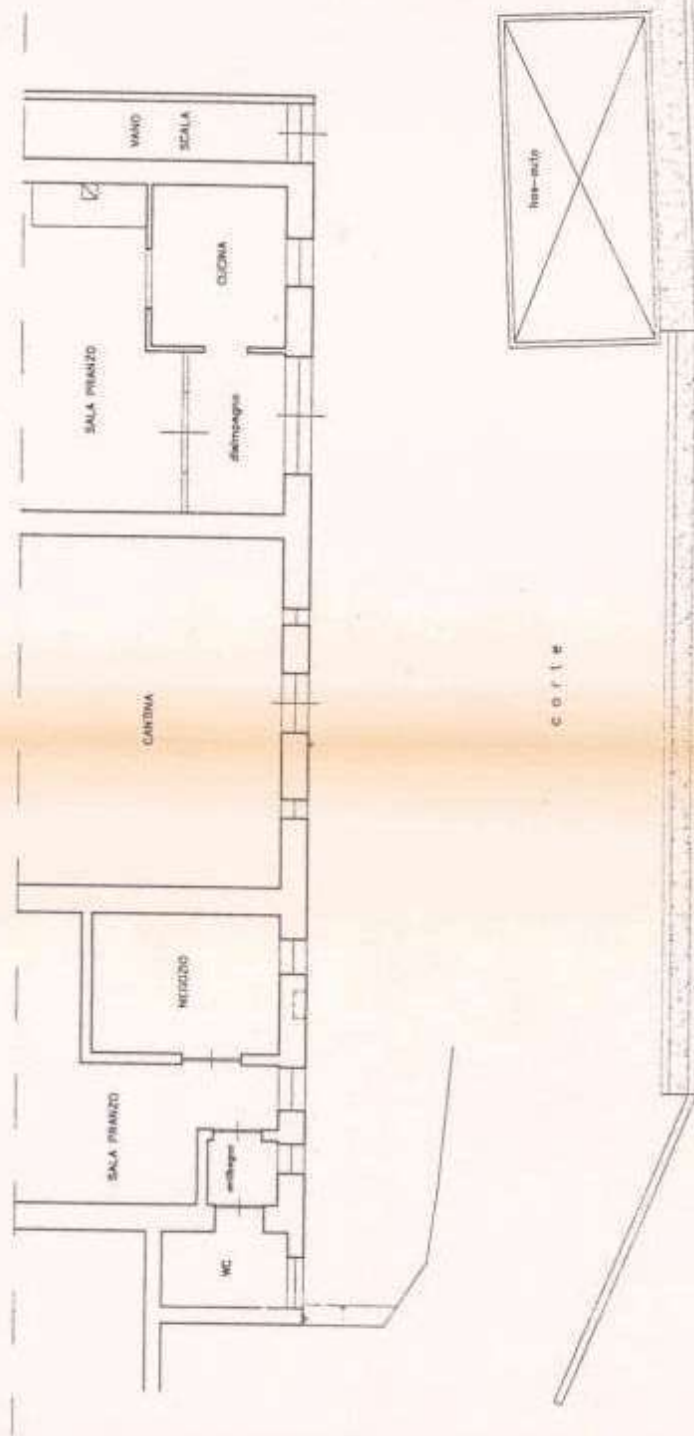 VANO
SCALA
CUCINA
SALA PRANZO
disimpegno
CANTINA
NEGOZIO
SALA PRANZO
antibagno
WC
corte